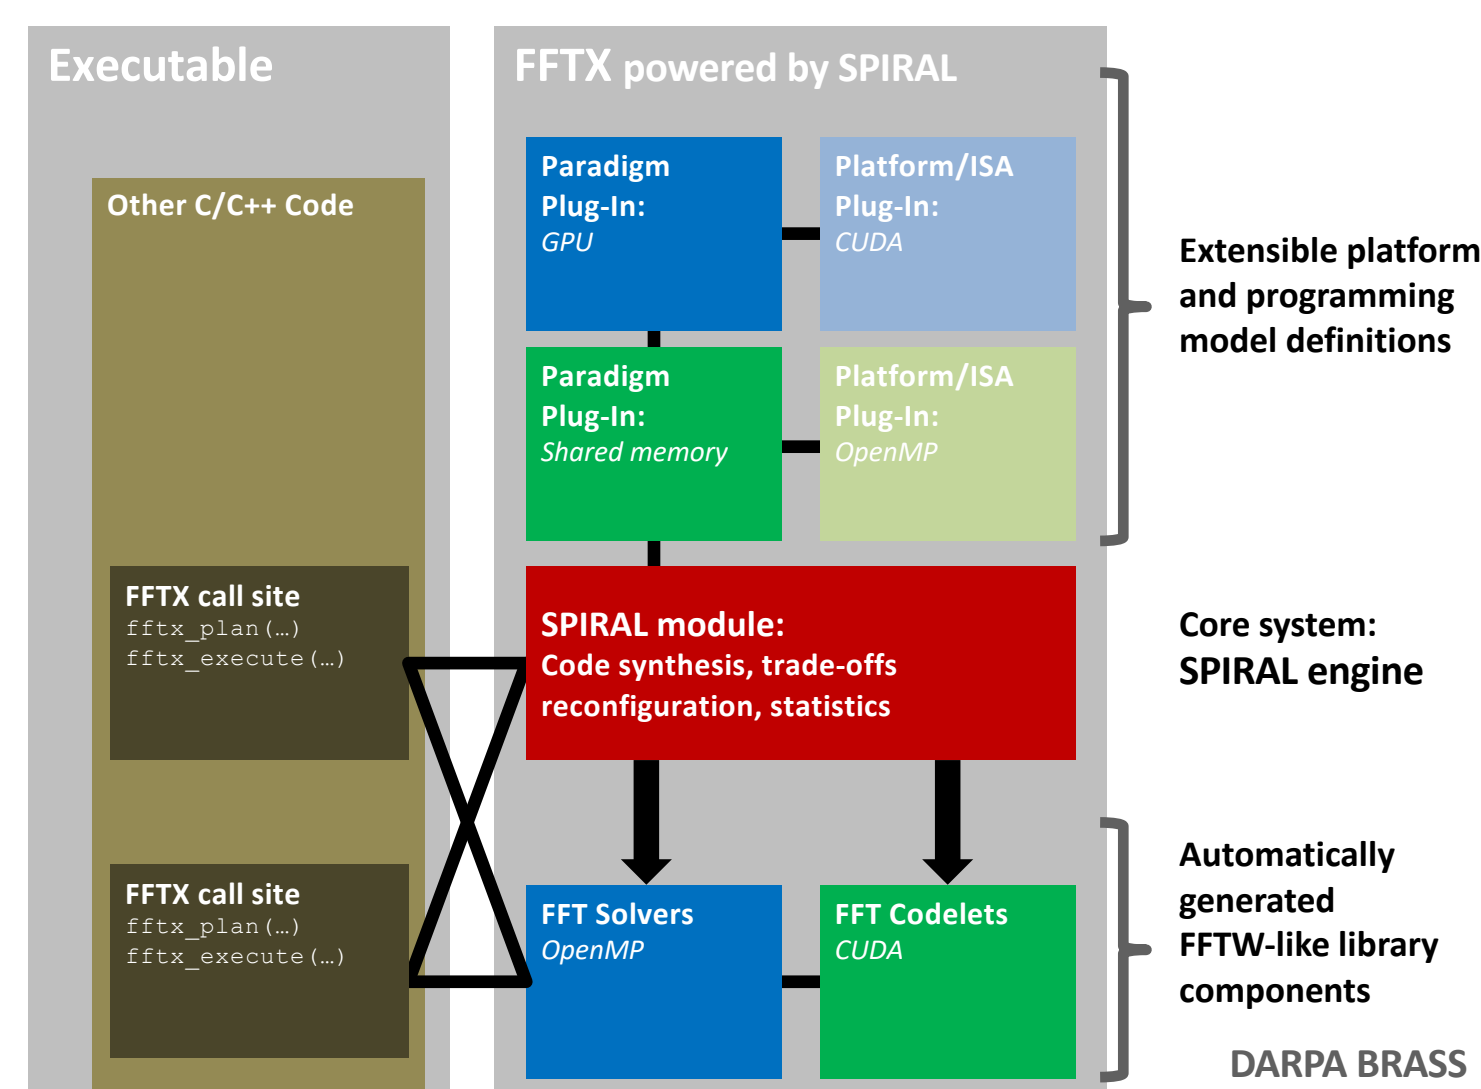 Executable
Other C/C++ Code
FFTX call site
fftx_plan(…)
fftx_execute(…)
FFTX call site
fftx_plan(…)
fftx_execute(…)
FFTX powered by SPIRAL
Paradigm
Plug-In:
GPU
Platform/ISA
Plug-In:
CUDA
Paradigm
Plug-In:
Shared memory
Platform/ISA
Plug-In:
OpenMP
SPIRAL module:
Code synthesis, trade-offs
reconfiguration, statistics
FFT Solvers
OpenMP
FFT Codelets
CUDA
Extensible platform
and programming
model definitions
Core system:
SPIRAL engine
Automatically
generated
FFTW-like library
components
DARPA BRASS